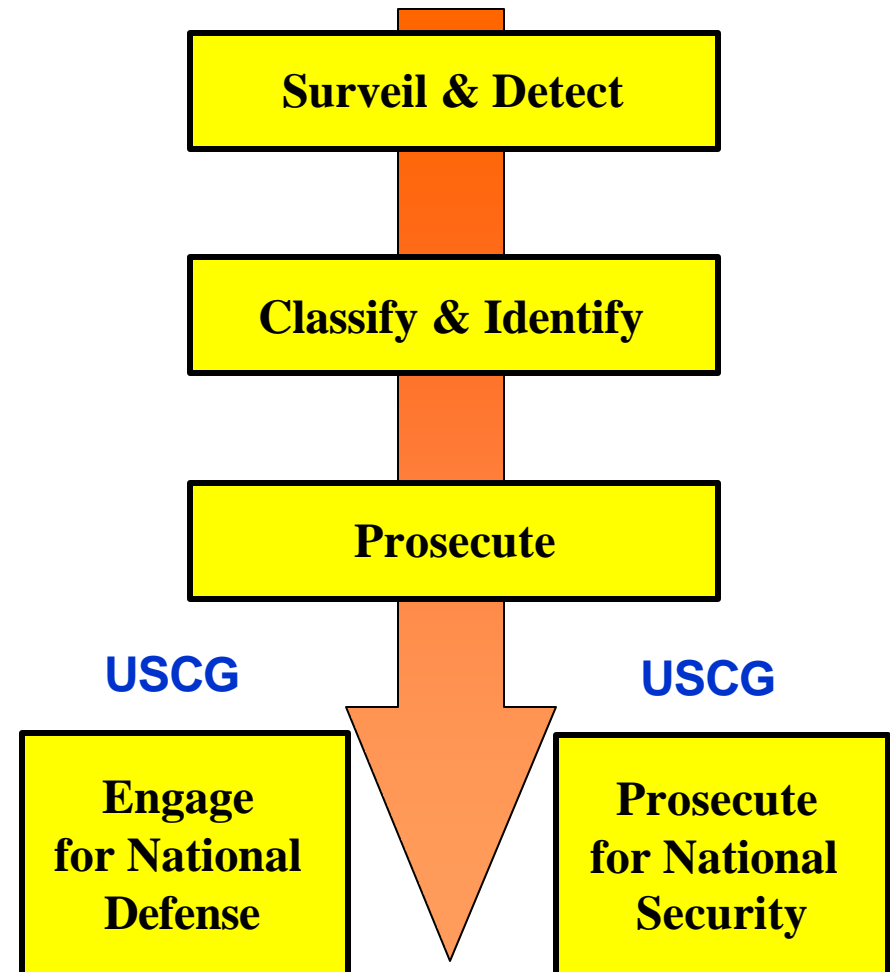 Surveil & Detect
Classify & Identify
Prosecute
USCG
Engage
for National
Defense
USCG
Prosecute
for National
Security